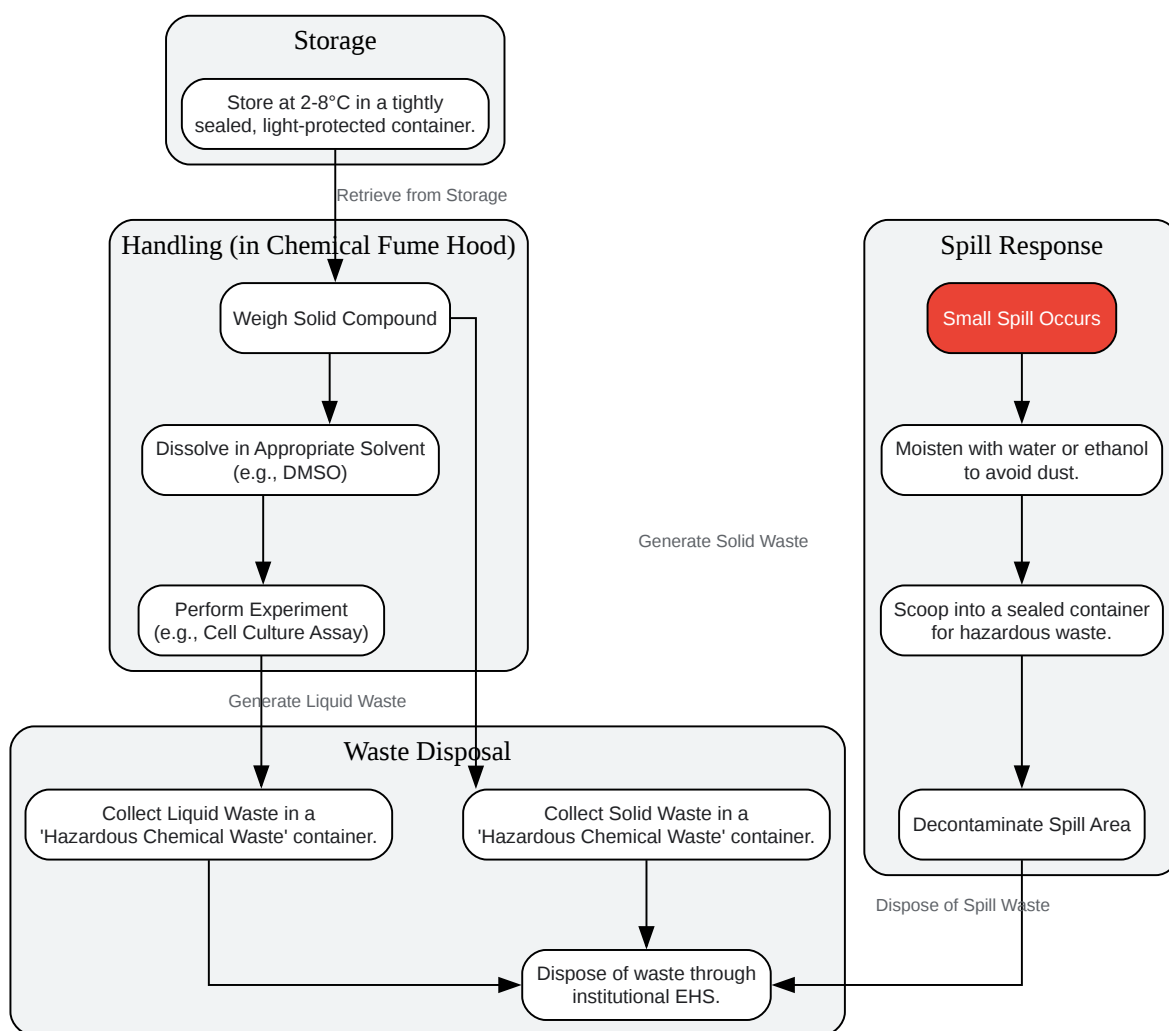 Storage
Store at 2-8°C in a tightly
sealed, light-protected container.
Retrieve from Storage
Handling (in Chemical Fume Hood)
Weigh Solid Compound
Dissolve in Appropriate Solvent
(e.g., DMSO)
Perform Experiment
(e.g., Cell Culture Assay)
Generate Liquid Waste
Generate Solid Waste
Waste Disposal
Collect Liquid Waste in a
'Hazardous Chemical Waste' container.
Collect Solid Waste in a
'Hazardous Chemical Waste' container.
Dispose of waste through
institutional EHS.
Spill Response
Small Spill Occurs
Moisten with water or ethanol
to avoid dust.
Scoop into a sealed container
for hazardous waste.
Decontaminate Spill Area
Dispose of Spill Waste